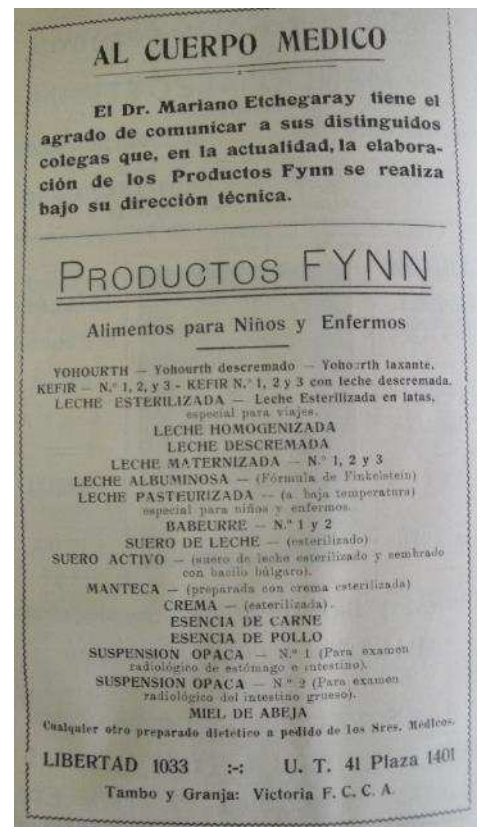 AL CUERPO MEDICO
El Dr. Mariano Etchegaray tiene el
agrado de comunicar a sus distinguidos
colegas que, en la actualidad, la elabora-
ción de los Productos Fynn se realiza
bajo su dirección técnica.
PRODUCTOS FYNN
Alimentos para Niños y Enfermos
YOHOURTH — Yohourth descremado — Yohourth laxante.
KEFIR — N.º 1, 2, y 3 - KEFIR N.º 1, 2 y 3 con leche descremada.
LECHE ESTERILIZADA — Leche Esterilizada en latas,
especial para viajes.
LECHE HOMOGENIZADA
LECHE DESCREMADA
LECHE MATERNIZADA — N.º 1, 2 y 3
LECHE ALBUMINOSA — (Fórmula de Finkelstein)
LECHE PASTEURIZADA — (a baja temperatura)
especial para niños y enfermos.
BABEURRE — N.º 1 y 2
SUERO DE LECHE — (esterilizado)
SUERO ACTIVO — (suero de leche esterilizado y sembrado
con bacilo búlgaro).
MANTECA — (preparada con crema esterilizada)
CREMA — (esterilizada).
ESENCIA DE CARNE
ESENCIA DE POLLO
SUSPENSION OPACA — N.º 1 (Para examen
radiológico de estómago e intestino).
SUSPENSION OPACA — N.º 2 (Para examen
radiológico del intestino grueso).
MIEL DE ABEJA
Cualquier otro preparado dietético a pedido de los Sres. Médicos.
LIBERTAD 1033 :-: U. T. 41 Plaza 1401
Tambo y Granja: Victoria F. C. C. A.